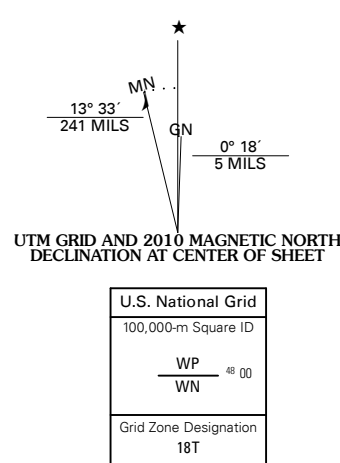 ★
MN
13° 33´
241 MILS
GN
0° 18´
5 MILS
UTM GRID AND 2010 MAGNETIC NORTH
DECLINATION AT CENTER OF SHEET
U.S. National Grid
100,000-m Square ID
WP
48 00
WN
Grid Zone Designation
18T